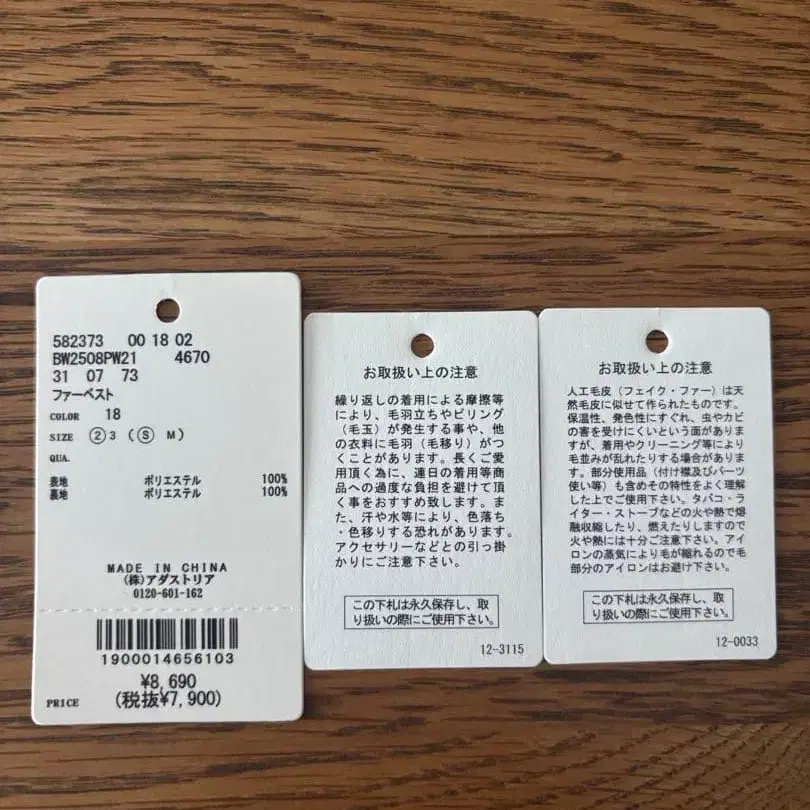 582373 00 18 02
BW2508PW21 4670
31 07 73
ファーベスト
COLOR 18
SIZE ②3 (Ⓢ M)
QUA.
表地 ポリエステル 100%
裏地 ポリエステル 100%
MADE IN CHINA
(株)アダストリア
0120-601-162
1900014656103
¥8,690
PRICE (税抜¥7,900)
お取扱い上の注意
繰り返しの着用による摩擦等
により、毛羽立ちやピリング
(毛玉)が発生する事や、他
の衣料に毛羽(毛移り)がつ
くことがあります。長くご愛
用頂く為に、連日の着用等商
品への過度な負担を避けて頂
く事をおすすめ致します。ま
た、汗や水等により、色落ち
・色移りする恐れがあります。
アクセサリーなどとの引っ掛
かりにご注意下さい。
この下札は永久保存し、取
り扱いの際にご使用下さい。
12-3115
お取扱い上の注意
人工毛皮(フェイク・ファー)は天
然毛皮に似せて作られたものです。
保温性、発色性にすぐれ、虫やカビ
の害を受けにくいという面がありま
すが、着用やクリーニング等により
毛並みが乱れたりする場合がありま
す。部分使用品(付け襟及びパーツ
使い等)も含めその特性をよく理解
した上でご使用下さい。タバコ・ラ
イター・ストーブなどの火や熱で溶
融収縮したり、燃えたりしますので
火や熱には十分ご注意下さい。アイ
ロンの蒸気により毛が縮れるので毛
部分のアイロンはお避け下さい。
この下札は永久保存し、取
り扱いの際にご使用下さい。
12-0033